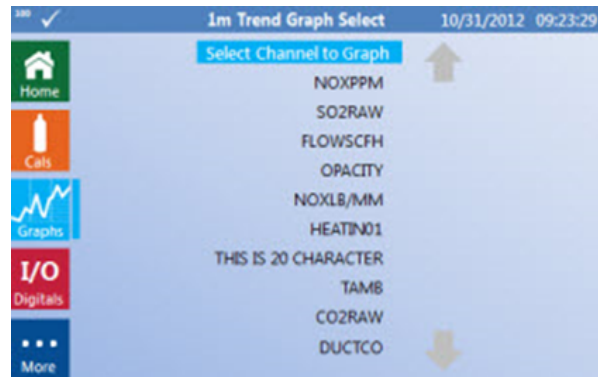 100 1m Trend Graph Select 10/31/2012 09:23:29
Select Channel to Graph
Home
NOXPPM
SO2RAW
FLOWSCFH
Cals
OPACITY
NOXLB/MM
Graphs
HEATIN01
THIS IS 20 CHARACTER
I/O
Digitals
TAMB
CO2RAW
DUCTCO
More